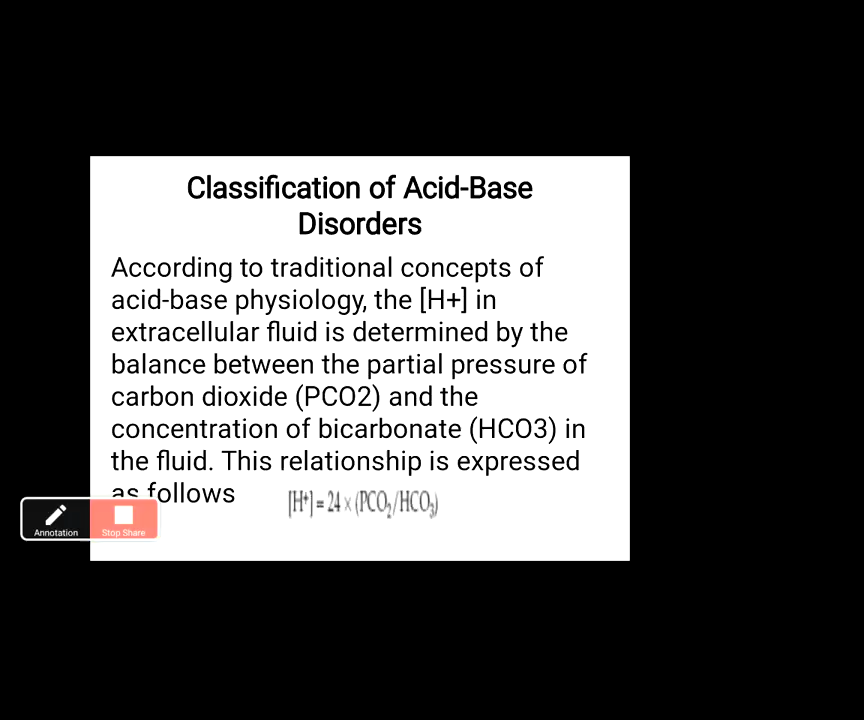 Classification of Acid-Base
Disorders
According to traditional concepts of
acid-base physiology, the [H+] in
extracellular fluid is determined by the
balance between the partial pressure of
carbon dioxide (PCO2) and the
concentration of bicarbonate (HCO3) in
the fluid. This relationship is expressed
as follows [H⁺] = 24 × (PCO₂/HCO₃)
Annotation Stop Share